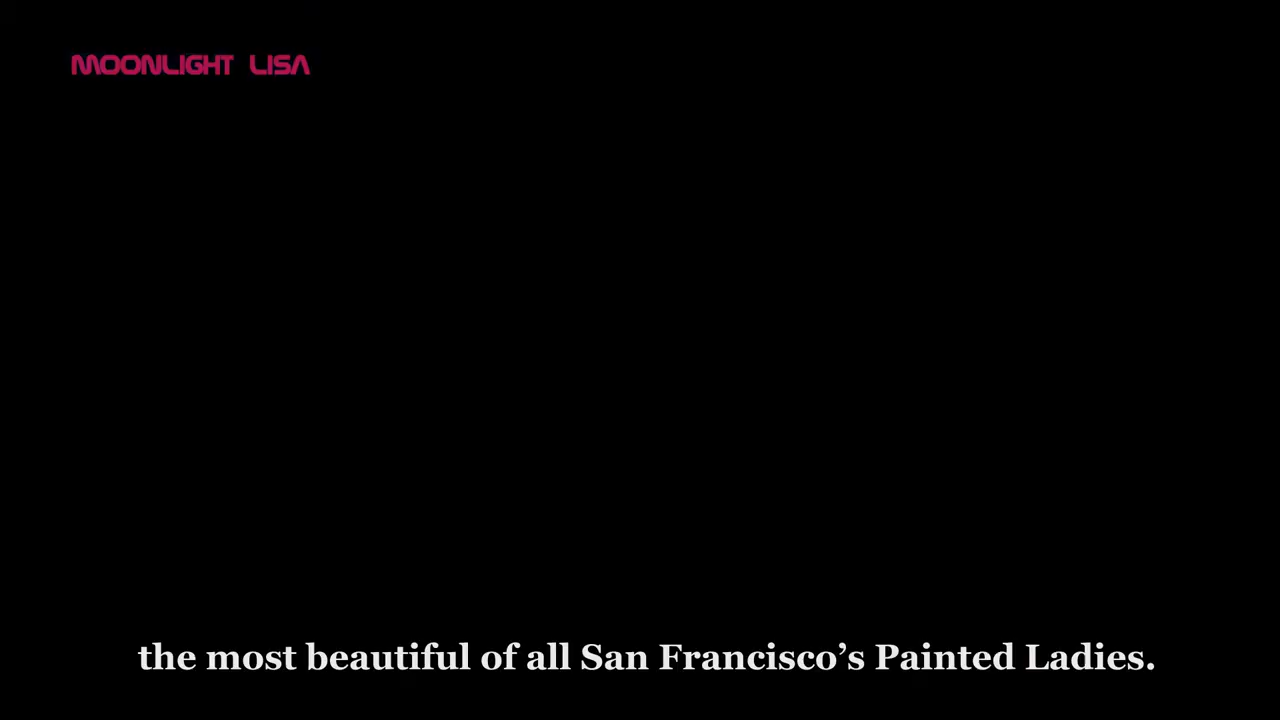 MOONLIGHT LISA
the most beautiful of all San Francisco’s Painted Ladies.